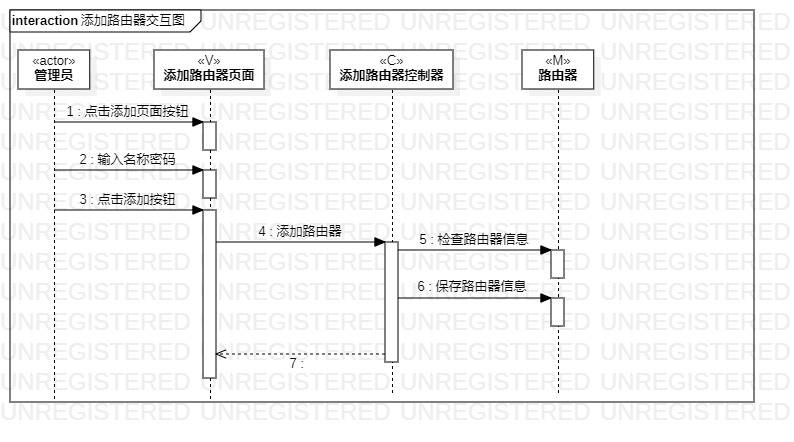 interaction 添加路由器交互图
«actor»
管理员
«V»
添加路由器页面
«C»
添加路由器控制器
«M»
路由器
1 : 点击添加页面按钮
2 : 输入名称密码
3 : 点击添加按钮
4 : 添加路由器
5 : 检查路由器信息
6 : 保存路由器信息
7 :
UNREGISTERED UNREGISTERED UNREGISTERED UNREGISTERED